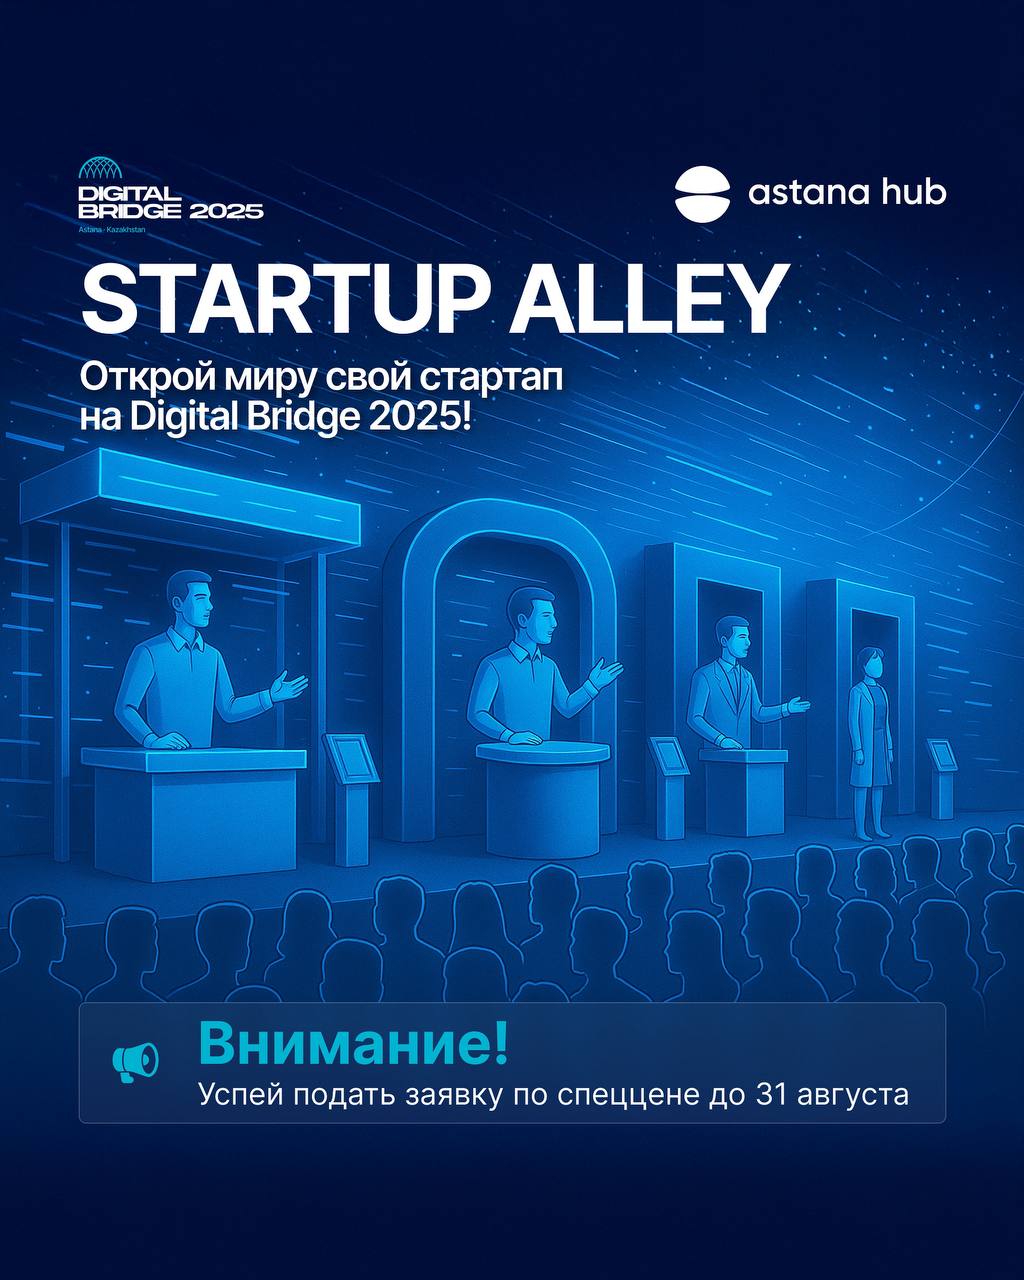 DIGITAL
BRIDGE 2025
Astana · Kazakhstan
astana hub
STARTUP ALLEY
Открой миру свой стартап
на Digital Bridge 2025!
Внимание!
Успей подать заявку по спеццене до 31 августа